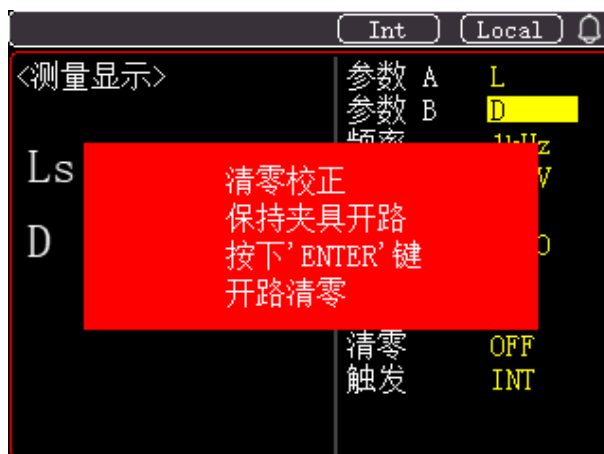 Int Local
<测量显示>
参数 A L
参数 B D
Ls
清零校正
保持夹具开路
D
按下'ENTER'键
开路清零
清零 OFF
触发 INT